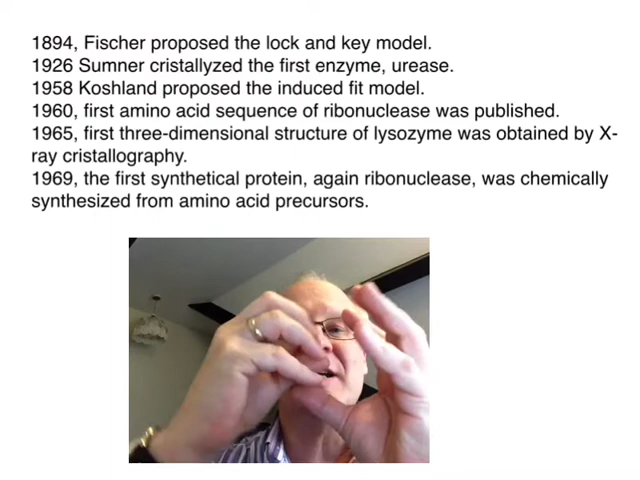 1894, Fischer proposed the lock and key model.
1926 Sumner cristallyzed the first enzyme, urease.
1958 Koshland proposed the induced fit model.
1960, first amino acid sequence of ribonuclease was published.
1965, first three-dimensional structure of lysozyme was obtained by X-
ray cristallography.
1969, the first synthetical protein, again ribonuclease, was chemically
synthesized from amino acid precursors.